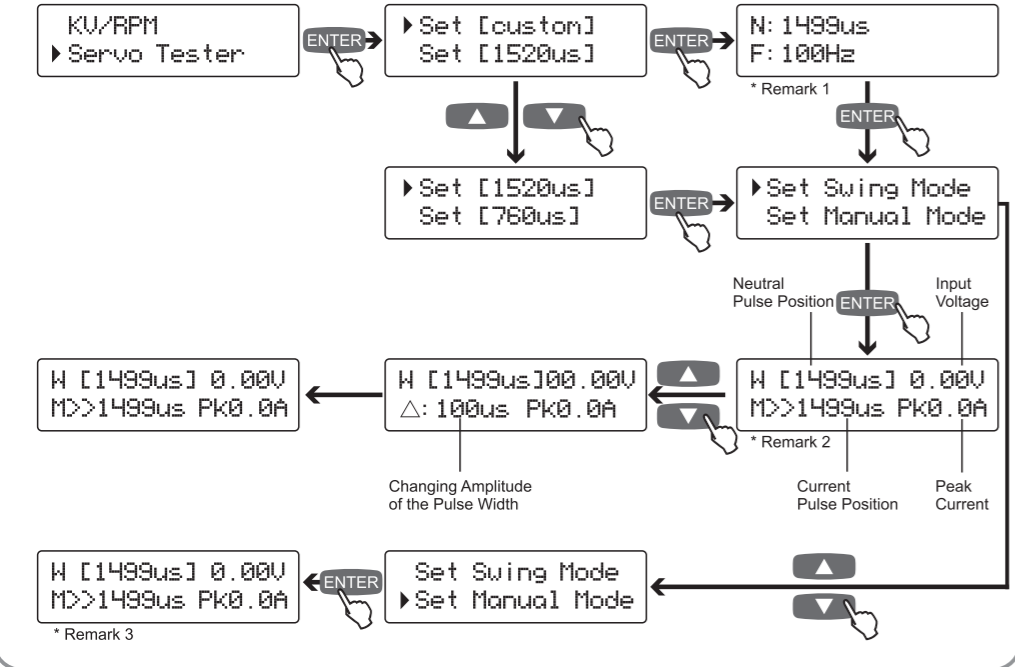 KV/RPM
Servo Tester
ENTER
Set [custom]
Set [1520us]
ENTER
N: 1499us
F: 100Hz
* Remark 1
ENTER
Set [1520us]
Set [760us]
ENTER
Set Swing Mode
Set Manual Mode
Neutral
Pulse Position
ENTER
Input
Voltage
W [1499us] 0.00V
M>>1499us Pk0.0A
W [1499us]00.00V
△: 100us Pk0.0A
W [1499us] 0.00V
M>>1499us Pk0.0A
* Remark 2
Changing Amplitude
of the Pulse Width
Current
Pulse Position
Peak
Current
W [1499us] 0.00V
M>>1499us Pk0.0A
ENTER
Set Swing Mode
Set Manual Mode
* Remark 3